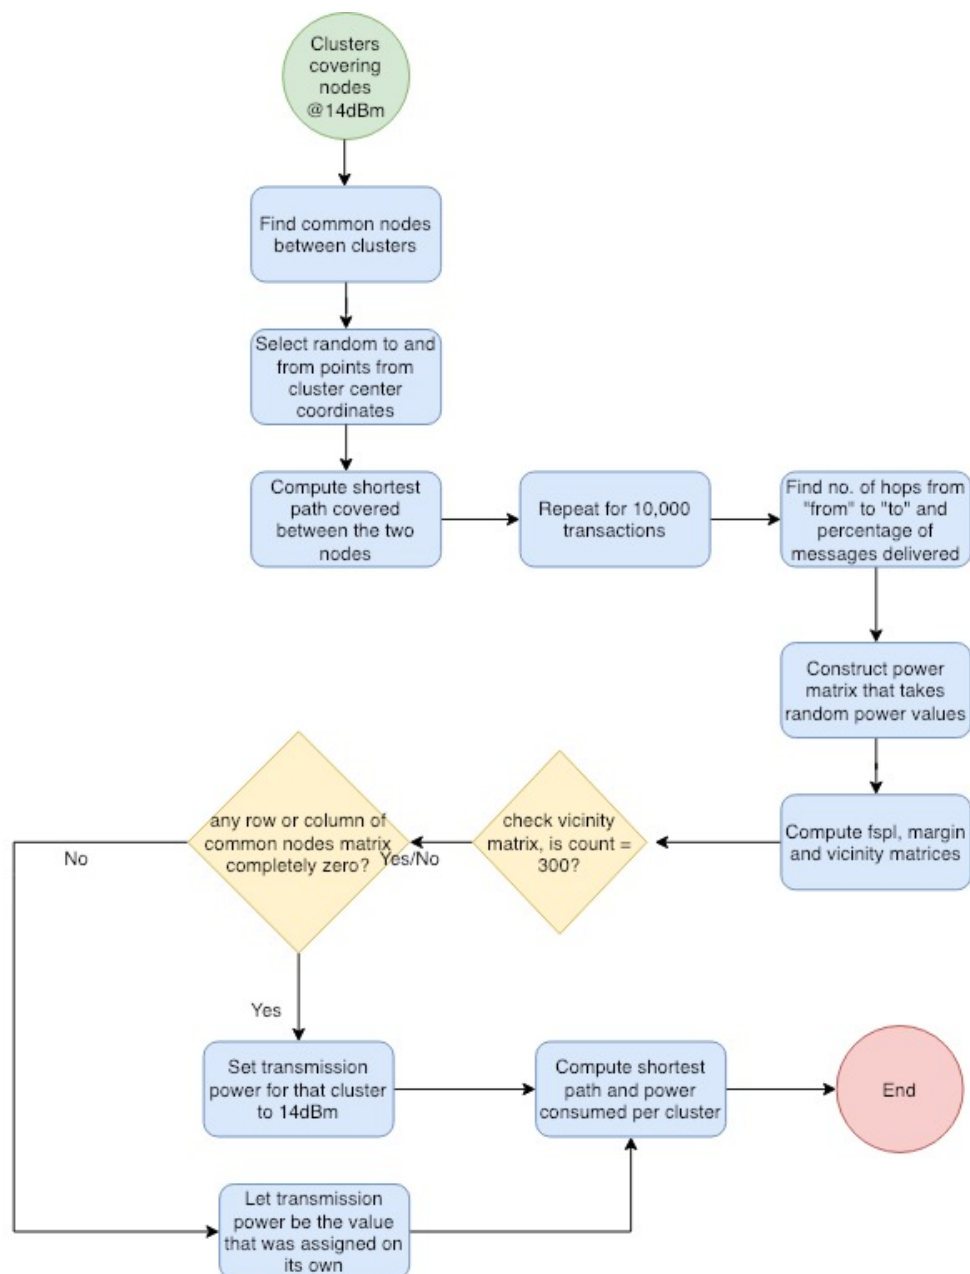 Clusters
covering
nodes
@14dBm
Find common nodes
between clusters
Select random to and
from points from
cluster center
coordinates
Compute shortest
path covered
between the two
nodes
Repeat for 10,000
transactions
Find no. of hops from
"from" to "to" and
percentage of
messages delivered
Construct power
matrix that takes
random power values
Compute fspl, margin
and vicinity matrices
check vicinity
matrix, is count =
300?
Yes/No
any row or column of
common nodes matrix
completely zero?
No
Yes
Set transmission
power for that cluster
to 14dBm
Let transmission
power be the value
that was assigned on
its own
Compute shortest
path and power
consumed per cluster
End